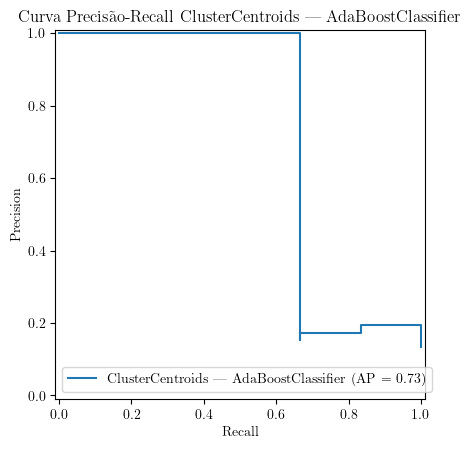 Curva Precisão-Recall ClusterCentroids — AdaBoostClassifier
1.0
0.8
0.6
0.4
0.2
0.0
Precision
ClusterCentroids — AdaBoostClassifier (AP = 0.73)
0.0 0.2 0.4 0.6 0.8 1.0
Recall